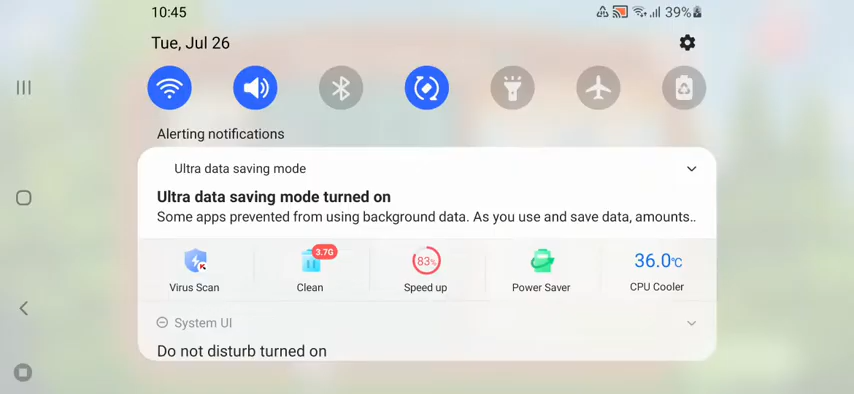 10:45
39%
Tue, Jul 26
Alerting notifications
Ultra data saving mode
Ultra data saving mode turned on
Some apps prevented from using background data. As you use and save data, amounts..
3.7G
83%
36.0°C
Virus Scan
Clean
Speed up
Power Saver
CPU Cooler
System UI
Do not disturb turned on